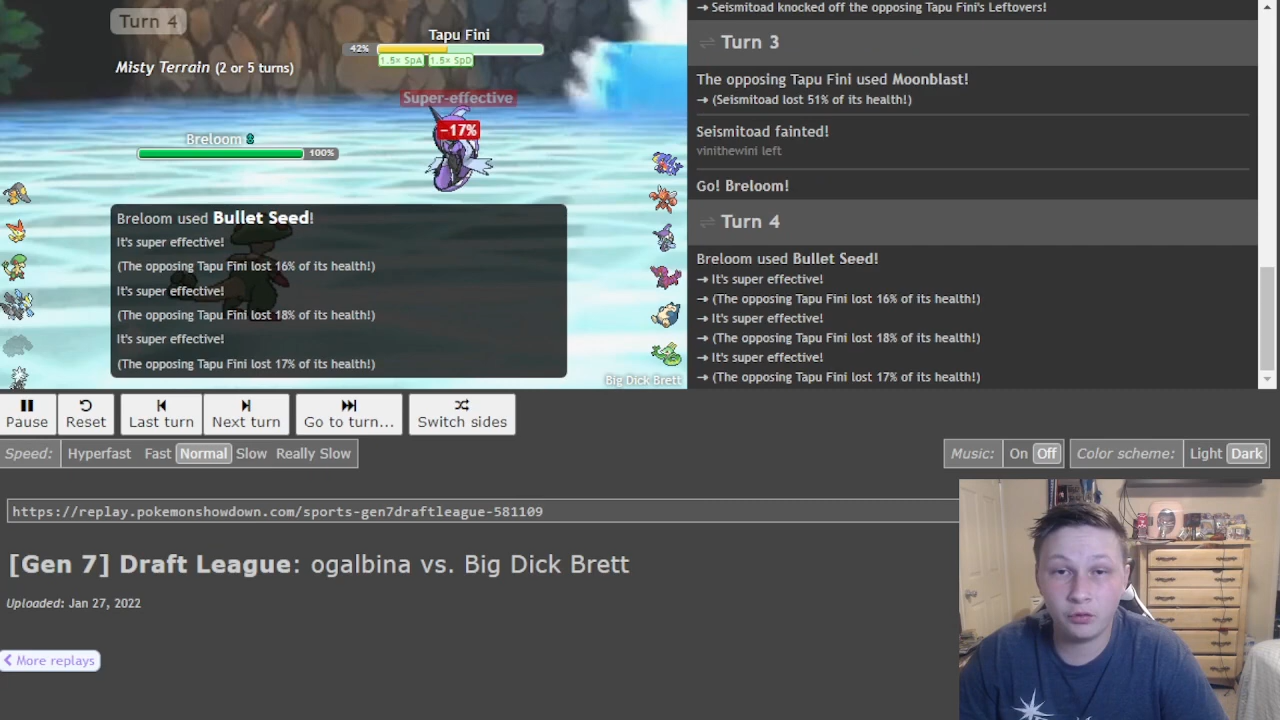 Turn 4
Tapu Fini
42%
1.5× SpA 1.5× SpD
Misty Terrain (2 or 5 turns)
Super-effective
−17%
Breloom
100%
Breloom used Bullet Seed!
It's super effective!
(The opposing Tapu Fini lost 16% of its health!)
It's super effective!
(The opposing Tapu Fini lost 18% of its health!)
It's super effective!
(The opposing Tapu Fini lost 17% of its health!)
Big Dick Brett
→ Seismitoad knocked off the opposing Tapu Fini's Leftovers!
Turn 3
The opposing Tapu Fini used Moonblast!
→ (Seismitoad lost 51% of its health!)
Seismitoad fainted!
vinithewini left
Go! Breloom!
Turn 4
Breloom used Bullet Seed!
→ It's super effective!
→ (The opposing Tapu Fini lost 16% of its health!)
→ It's super effective!
→ (The opposing Tapu Fini lost 18% of its health!)
→ It's super effective!
→ (The opposing Tapu Fini lost 17% of its health!)
Pause Reset Last turn Next turn Go to turn... Switch sides
Speed: Hyperfast Fast Normal Slow Really Slow
Music: On Off Color scheme: Light Dark
https://replay.pokemonshowdown.com/sports-gen7draftleague-581109
[Gen 7] Draft League: ogalbina vs. Big Dick Brett
Uploaded: Jan 27, 2022
More replays